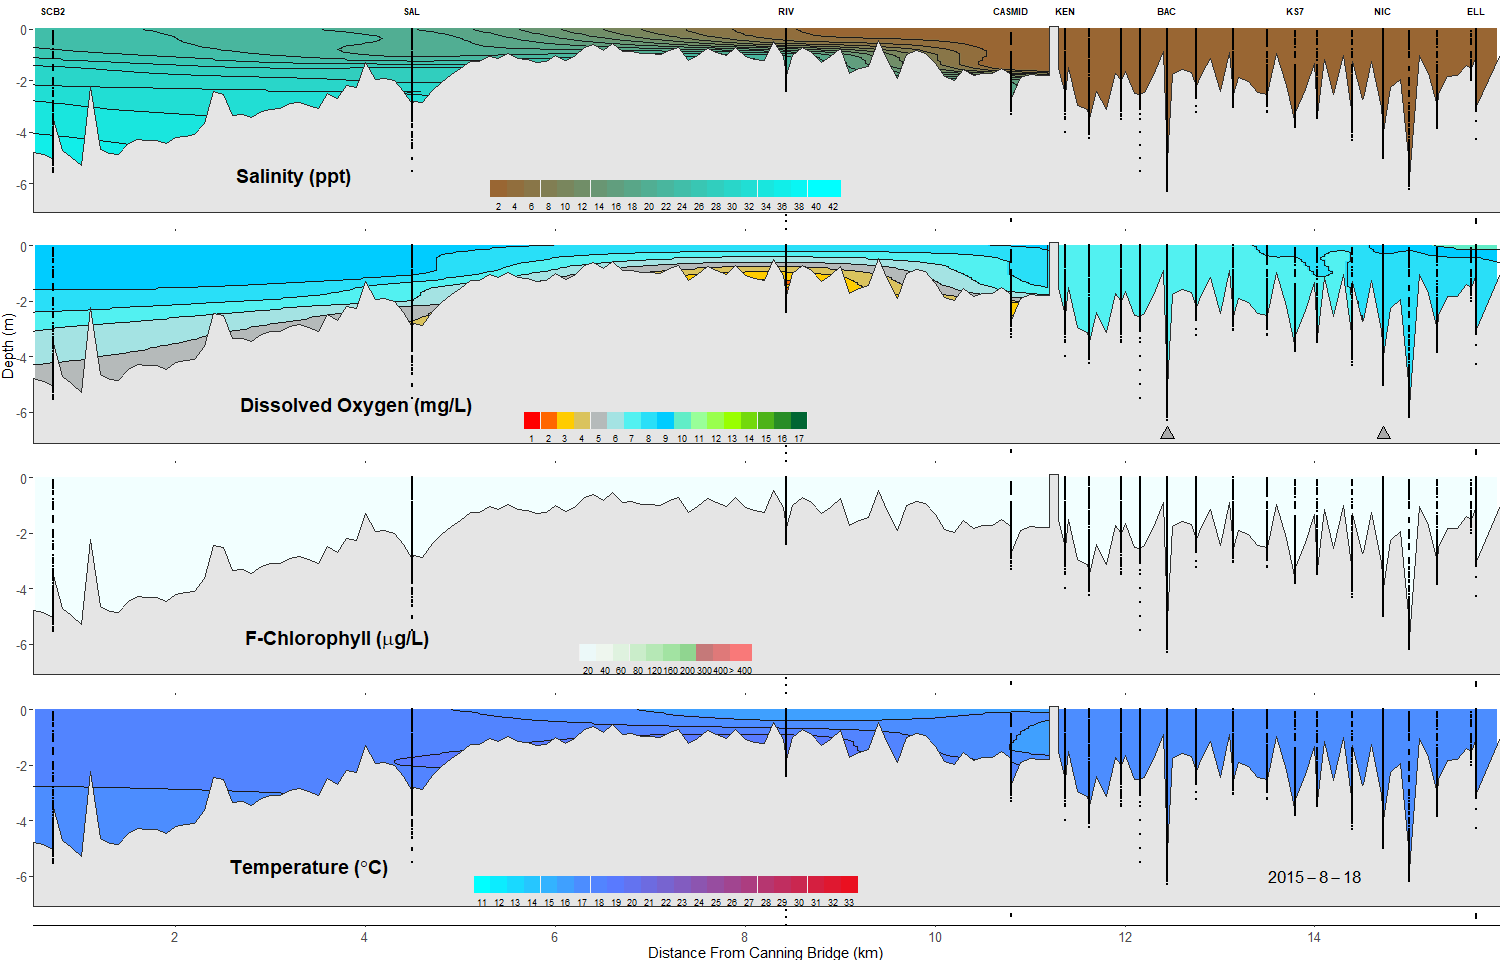 SCB2 SAL RIV CASMID KEN BAC KS7 NIC ELL
0
-2
-4
-6
Salinity (ppt)
2 4 6 8 10 12 14 16 18 20 22 24 26 28 30 32 34 36 38 40 42
0
-2
-4
-6
Dissolved Oxygen (mg/L)
1 2 3 4 5 6 7 8 9 10 11 12 13 14 15 16 17
Depth (m)
0
-2
-4
-6
F-Chlorophyll (μg/L)
20 40 60 80 120 160 200 300 400 > 400
0
-2
-4
-6
Temperature (°C)
11 12 13 14 15 16 17 18 19 20 21 22 23 24 25 26 27 28 29 30 31 32 33
2015 – 8 – 18
2 4 6 8 10 12 14
Distance From Canning Bridge (km)